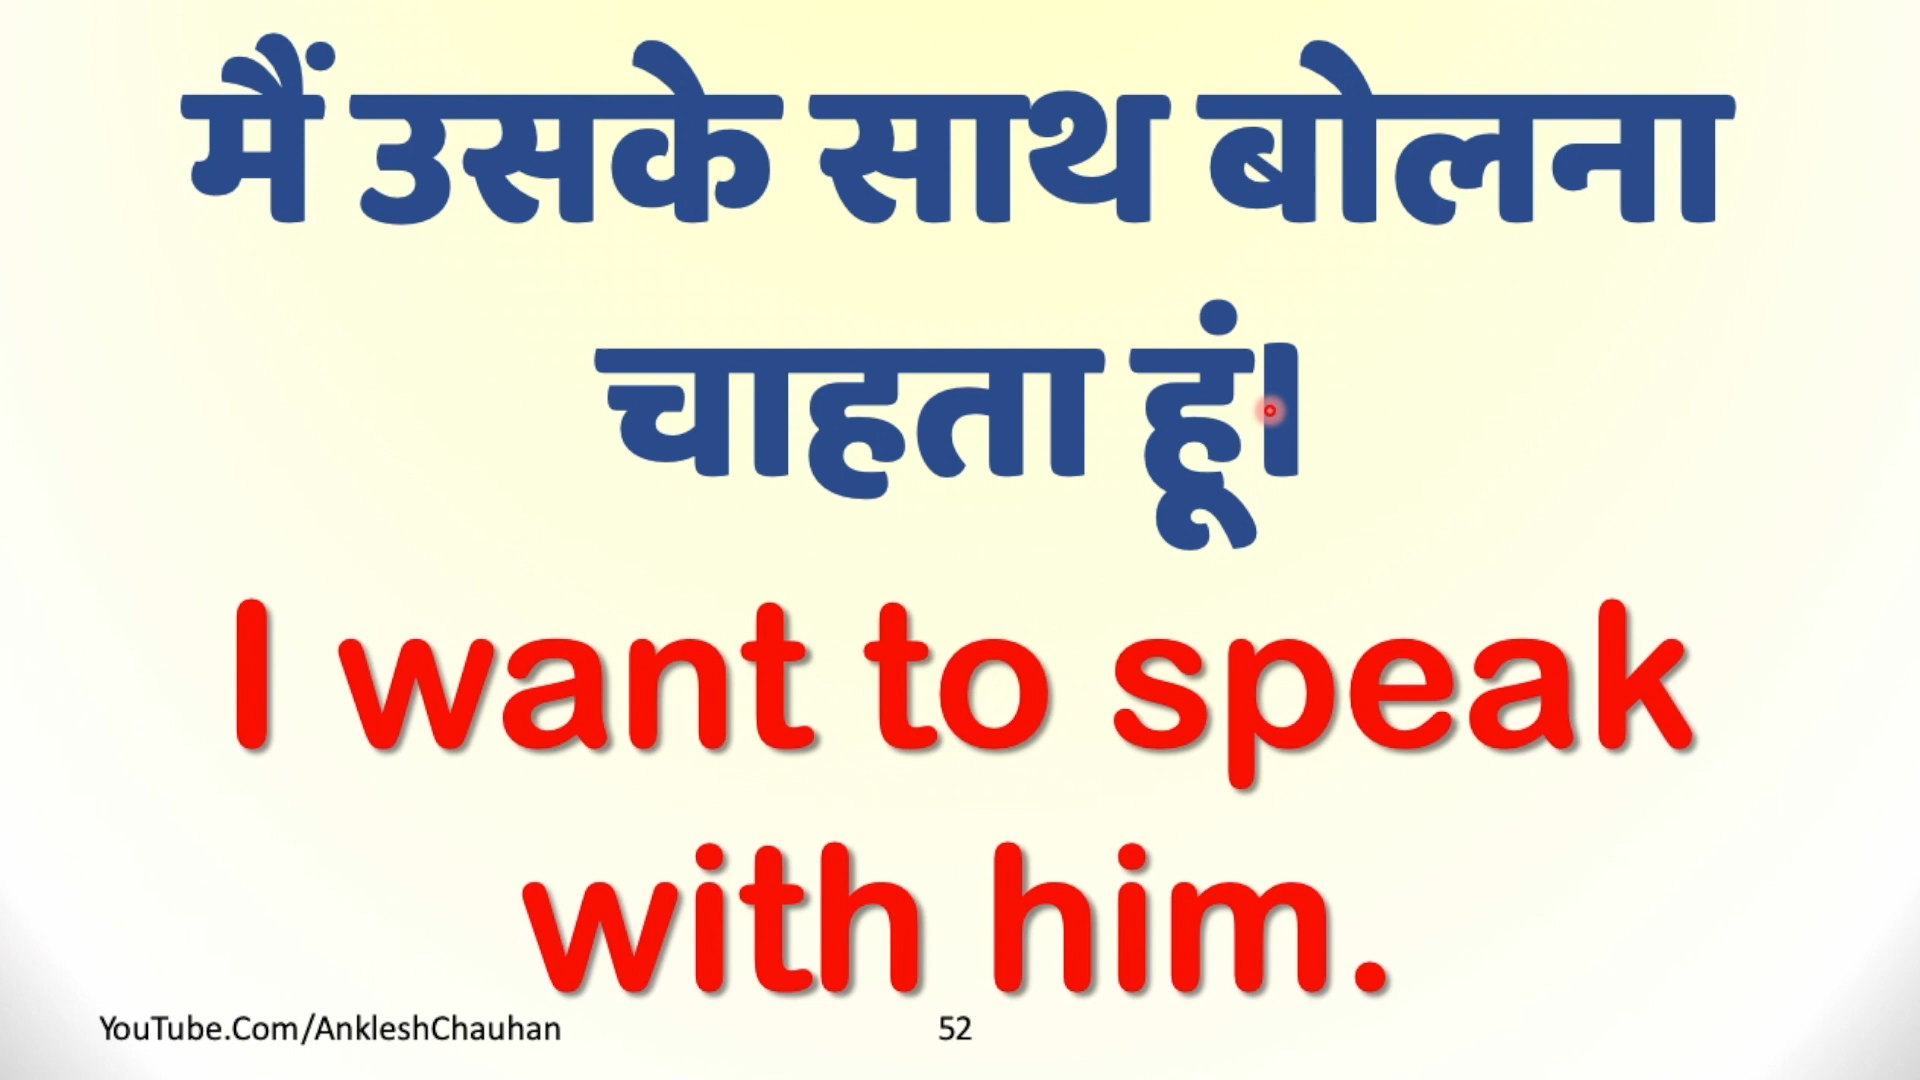 मैं उसके साथ बोलना
चाहता हूं।
I want to speak
with him.
YouTube.Com/AnkleshChauhan
52